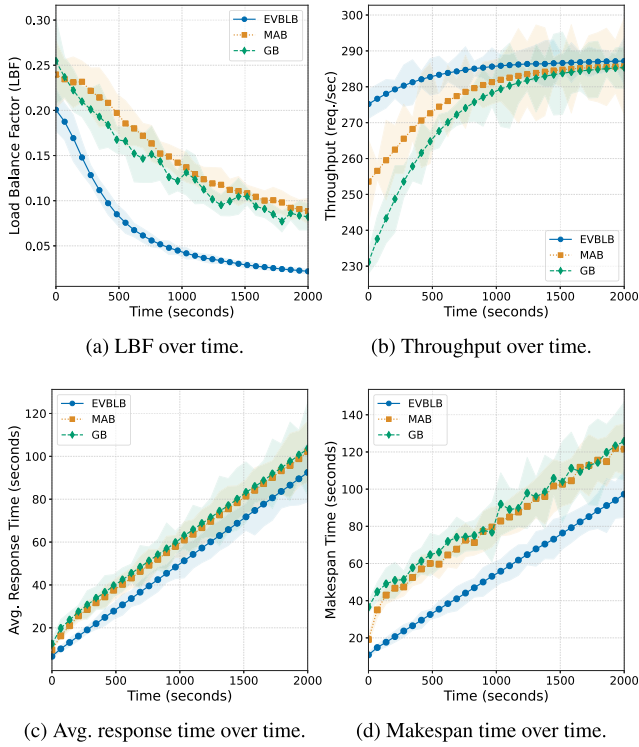 Load Balance Factor (LBF)
0.30
0.25
0.20
0.15
0.10
0.05
EVBLB
MAB
GB
0
500
1000
1500
2000
Time (seconds)
(a) LBF over time.
Throughput (req./sec)
300
290
280
270
260
250
240
230
EVBLB
MAB
GB
0
500
1000
1500
2000
Time (seconds)
(b) Throughput over time.
Avg. Response Time (seconds)
120
100
80
60
40
20
EVBLB
MAB
GB
0
500
1000
1500
2000
Time (seconds)
(c) Avg. response time over time.
Makespan Time (seconds)
140
120
100
80
60
40
20
EVBLB
MAB
GB
0
500
1000
1500
2000
Time (seconds)
(d) Makespan time over time.